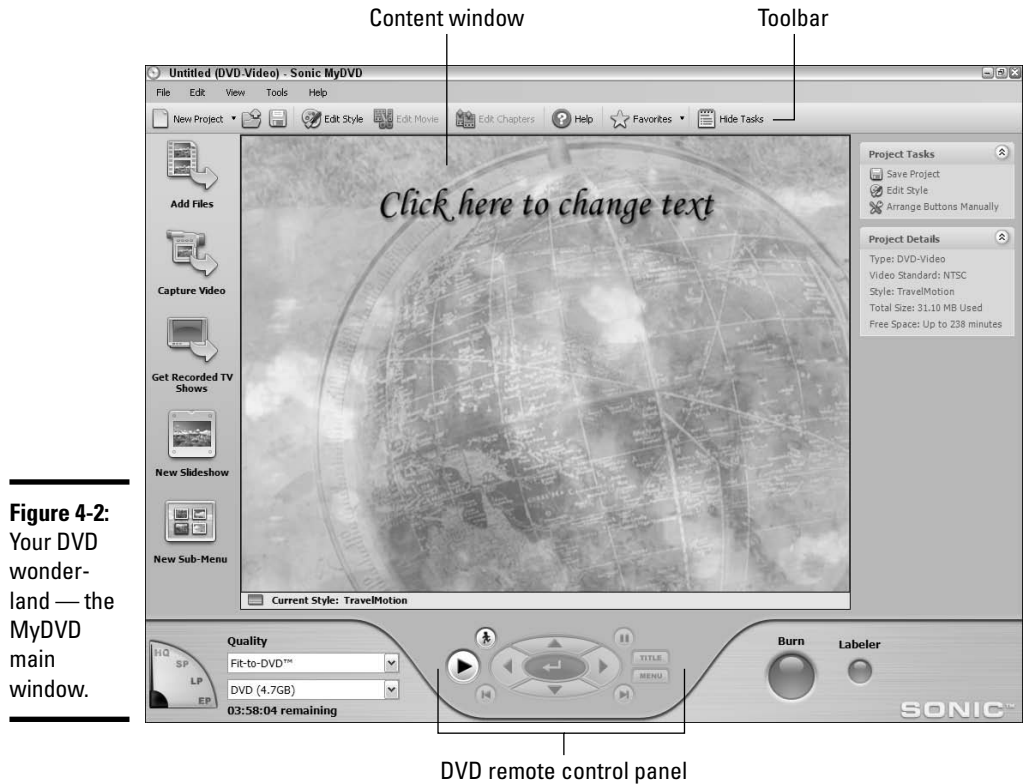 Content window
Toolbar
Untitled (DVD-Video) - Sonic MyDVD
File Edit View Tools Help
New Project Edit Style Edit Movie Edit Chapters Help Favorites Hide Tasks
Add Files
Capture Video
Get Recorded TV
Shows
New Slideshow
New Sub-Menu
Click here to change text
Project Tasks
Save Project
Edit Style
Arrange Buttons Manually
Project Details
Type: DVD-Video
Video Standard: NTSC
Style: TravelMotion
Total Size: 31.10 MB Used
Free Space: Up to 238 minutes
Current Style: TravelMotion
HQ
SP
LP
EP
Quality
Fit-to-DVD™
DVD (4.7GB)
03:58:04 remaining
TITLE
MENU
Burn
Labeler
SONIC™
DVD remote control panel
Figure 4-2:
Your DVD
wonder-
land — the
MyDVD
main
window.